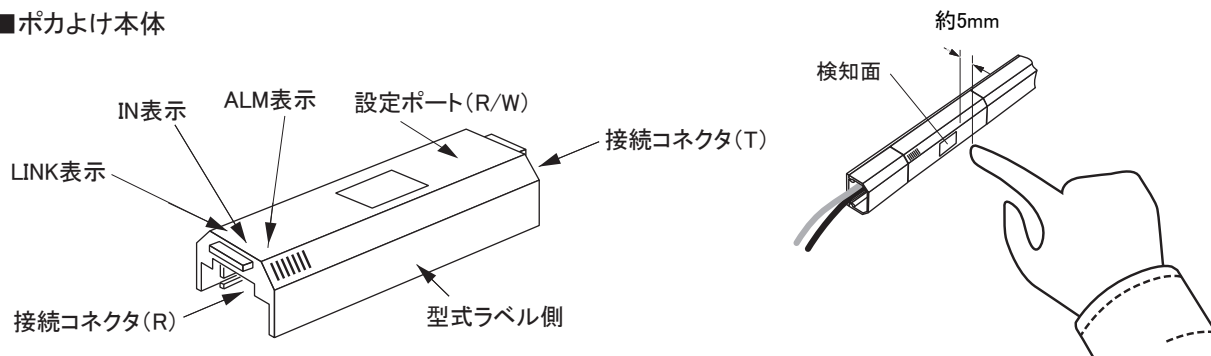 ■ポカよけ本体
約5mm
検知面
ALM表示
設定ポート(R/W)
IN表示
接続コネクタ(T)
LINK表示
接続コネクタ(R)
型式ラベル側